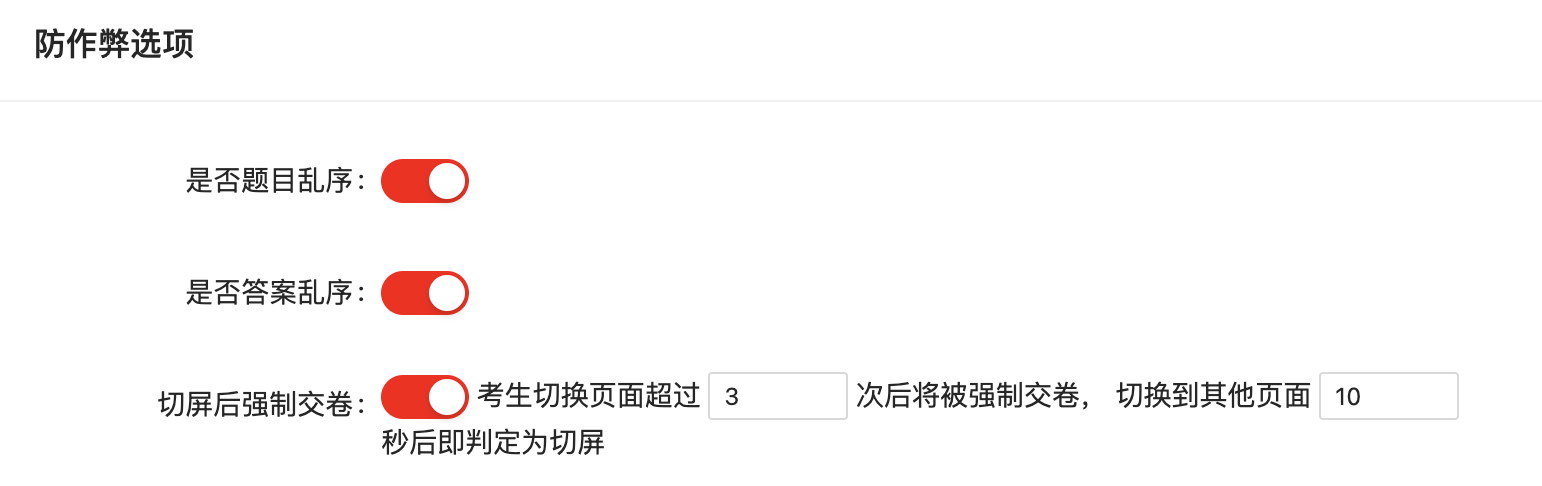 防作弊选项
是否题目乱序：
是否答案乱序：
切屏后强制交卷： 考生切换页面超过 3 次后将被强制交卷， 切换到其他页面 10
秒后即判定为切屏